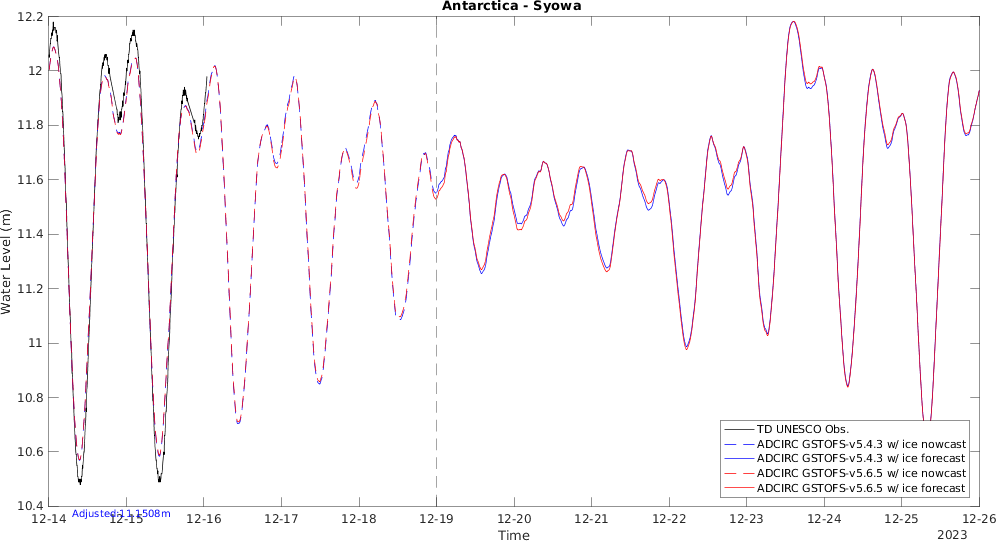 Antarctica - Syowa
12.2
12
11.8
11.6
11.4
11.2
11
10.8
10.6
10.4
Water Level (m)
TD UNESCO Obs.
ADCIRC GSTOFS-v5.4.3 w/ ice nowcast
ADCIRC GSTOFS-v5.4.3 w/ ice forecast
ADCIRC GSTOFS-v5.6.5 w/ ice nowcast
ADCIRC GSTOFS-v5.6.5 w/ ice forecast
Adjusted:11.1508m
12-14 12-15 12-16 12-17 12-18 12-19 12-20 12-21 12-22 12-23 12-24 12-25 12-26
Time
2023